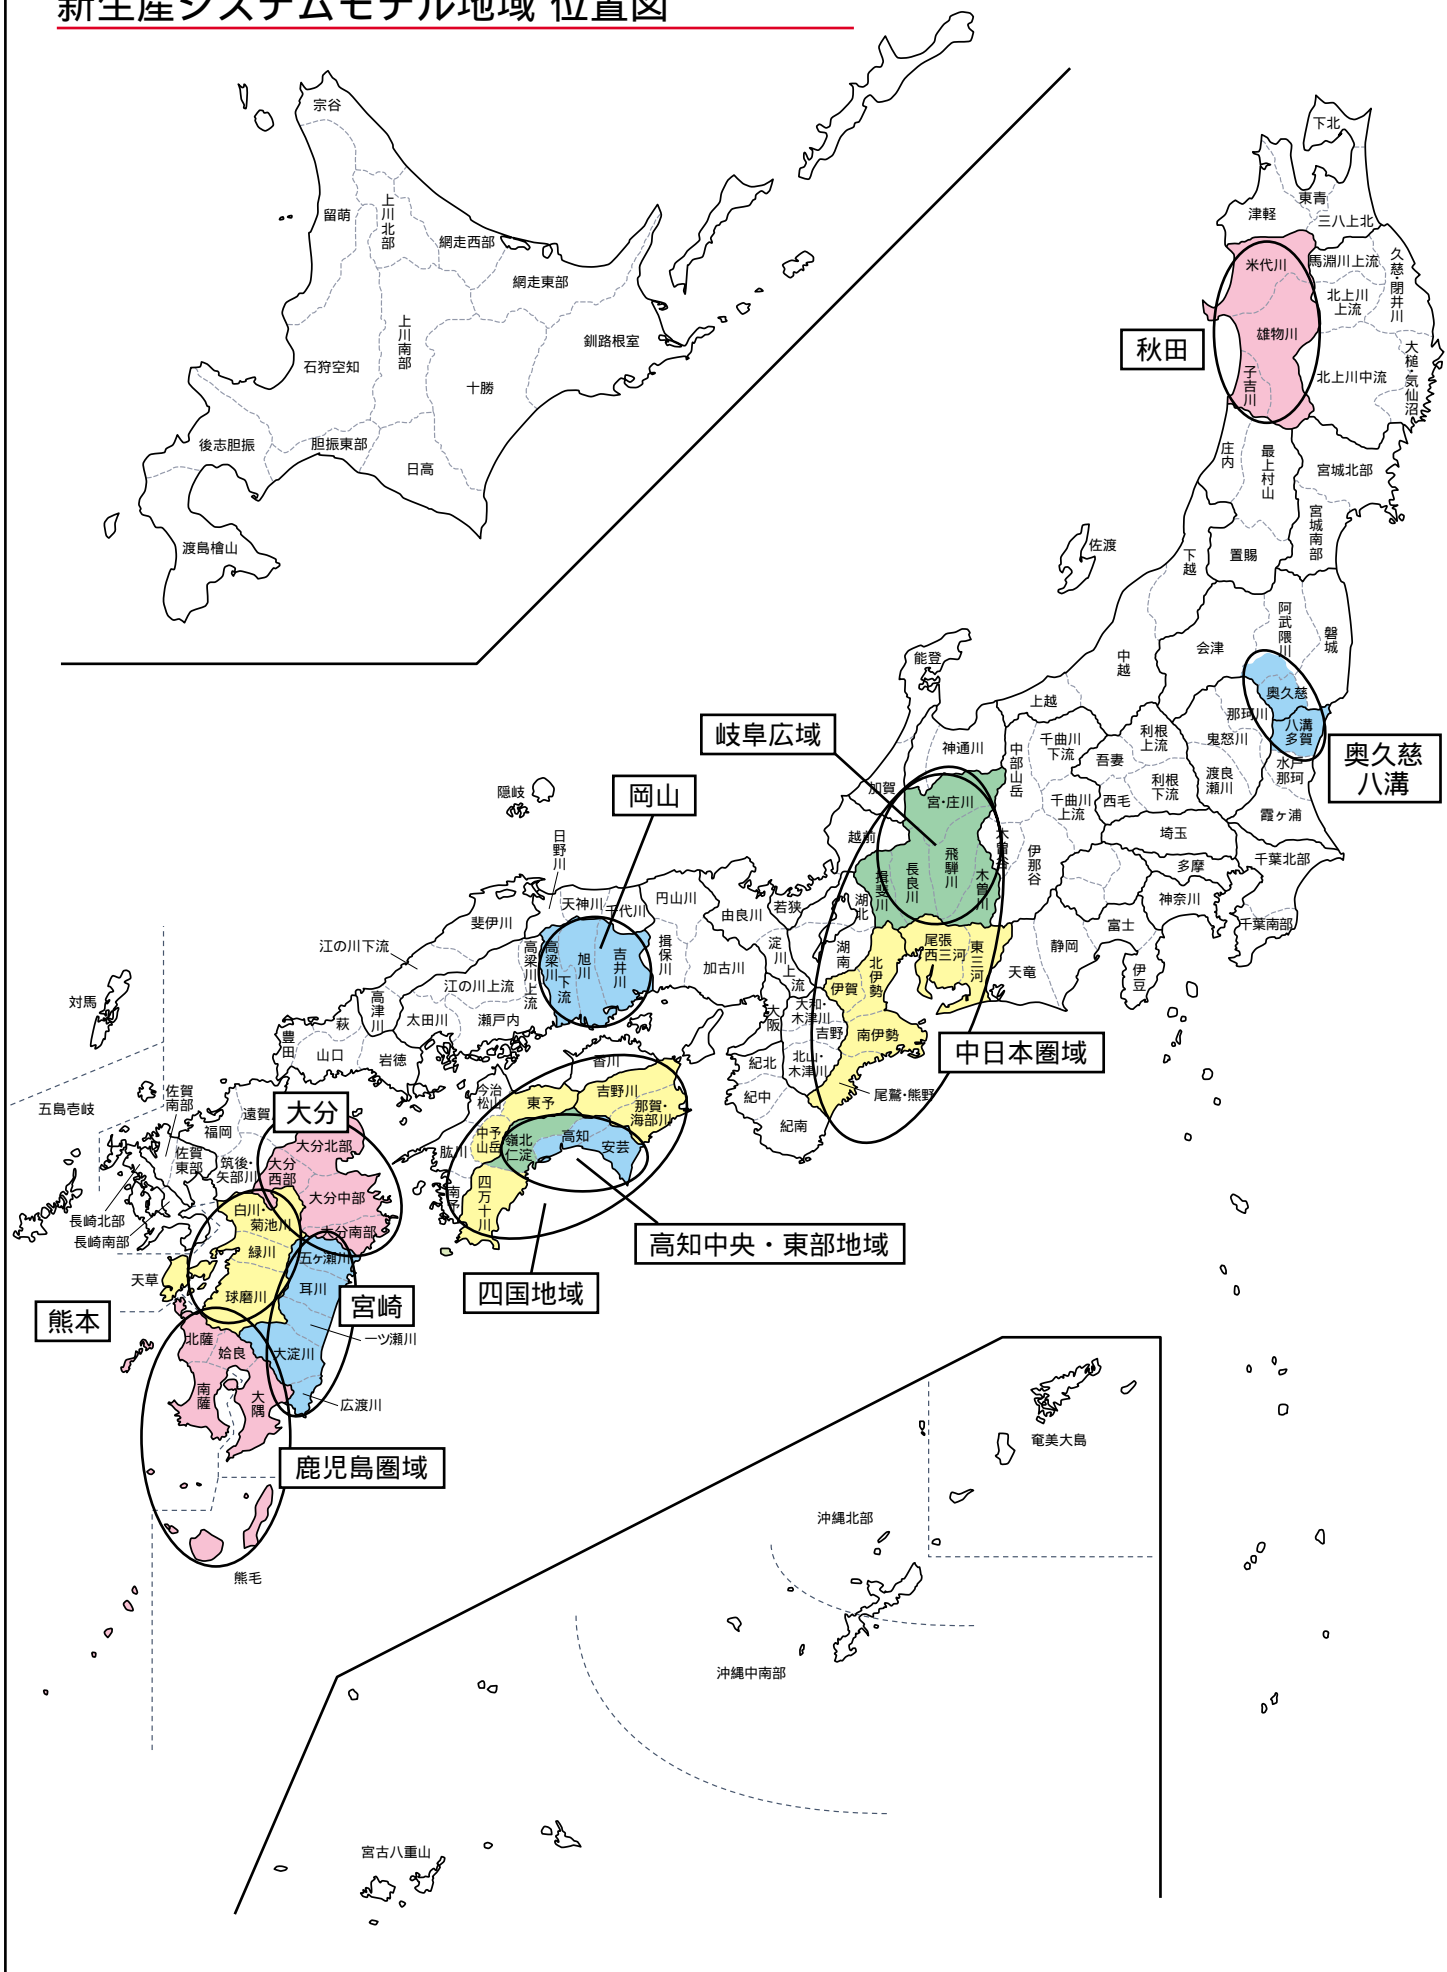 新生産システムモデル地域 位置図
宗谷
留萌
上川北部
網走西部
網走東部
上川南部
釧路根室
石狩空知
十勝
後志胆振
胆振東部
日高
渡島檜山
下北
東青
津軽
三八上北
米代川
馬淵川上流
久慈・閉井川
北上川
上流
雄物川
秋田
大槌・気仙沼
子吉川
北上川中流
庄内
最上村山
宮城北部
宮城南部
佐渡
下越
置賜
阿武隈川
磐城
会津
中越
能登
上越
奥久慈
那珂川
八溝
多賀
奥久慈
八溝
岐阜広域
神通川
中部山岳
千曲川
下流
利根
上流
鬼怒川
吾妻
水戸
那珂
渡良
瀬川
利根
下流
西毛
千曲川
上流
霞ヶ浦
加賀
宮・庄川
岡山
隠岐
越前
木曽谷
伊那谷
埼玉
多摩
千葉北部
日野川
飛騨川
長良川
揖斐川
木曽川
神奈川
天神川
千代川
円山川
由良川
若狭
湖北
富士
千葉南部
斐伊川
江の川下流
高梁川上流
高梁川
下流
旭川
吉井川
揖保川
加古川
淀川上流
湖南
北伊勢
尾張
西三河
東三河
静岡
天竜
伊豆
伊賀
対馬
江の川上流
高津川
太田川
瀬戸内
大阪
大和・
木津川
吉野
南伊勢
中日本圏域
萩
豊田
山口
岩徳
香川
紀北
北山・
木津川
尾鷲・熊野
紀中
紀南
今治
松山
東予
吉野川
那賀・
海部川
中予
山岳
嶺北
仁淀
高知
安芸
肱川
南予
四万十川
高知中央・東部地域
四国地域
五島壱岐
佐賀
南部
遠賀
大分
福岡
佐賀
東部
筑後・
矢部川
大分北部
大分
西部
大分中部
大分南部
長崎北部
長崎南部
白川・
菊池川
緑川
五ヶ瀬川
天草
球磨川
耳川
宮崎
熊本
一ツ瀬川
北薩
姶良
大淀川
南薩
大隅
広渡川
鹿児島圏域
熊毛
奄美大島
沖縄北部
沖縄中南部
宮古八重山